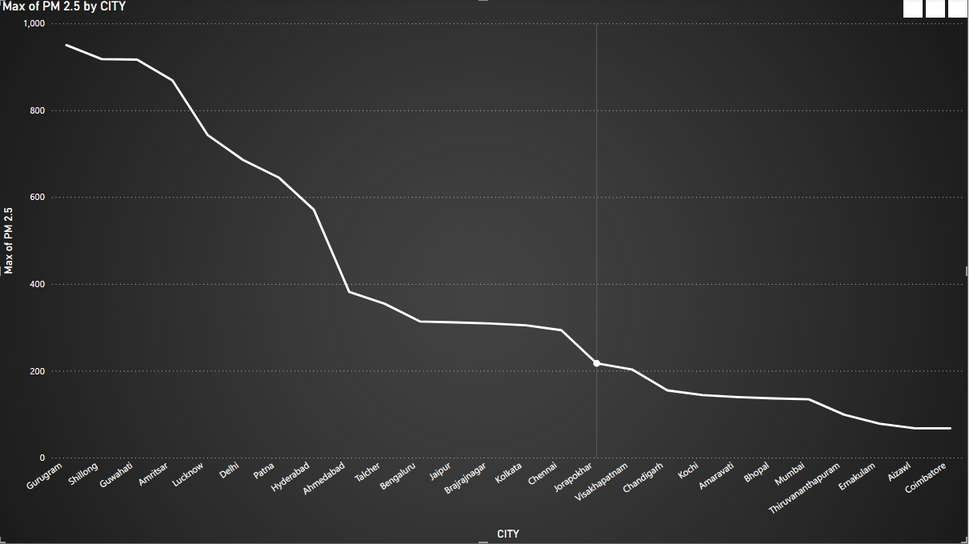 Max of PM 2.5 by CITY
1,000
800
600
400
200
0
Max of PM 2.5
Gurugram
Shillong
Guwahati
Amritsar
Lucknow
Delhi
Patna
Hyderabad
Ahmedabad
Talcher
Bengaluru
Jaipur
Brajrajnagar
Kolkata
Chennai
Jorapokhar
Visakhapatnam
Chandigarh
Kochi
Amaravati
Bhopal
Mumbai
Thiruvananthapuram
Ernakulam
Aizawl
Coimbatore
CITY